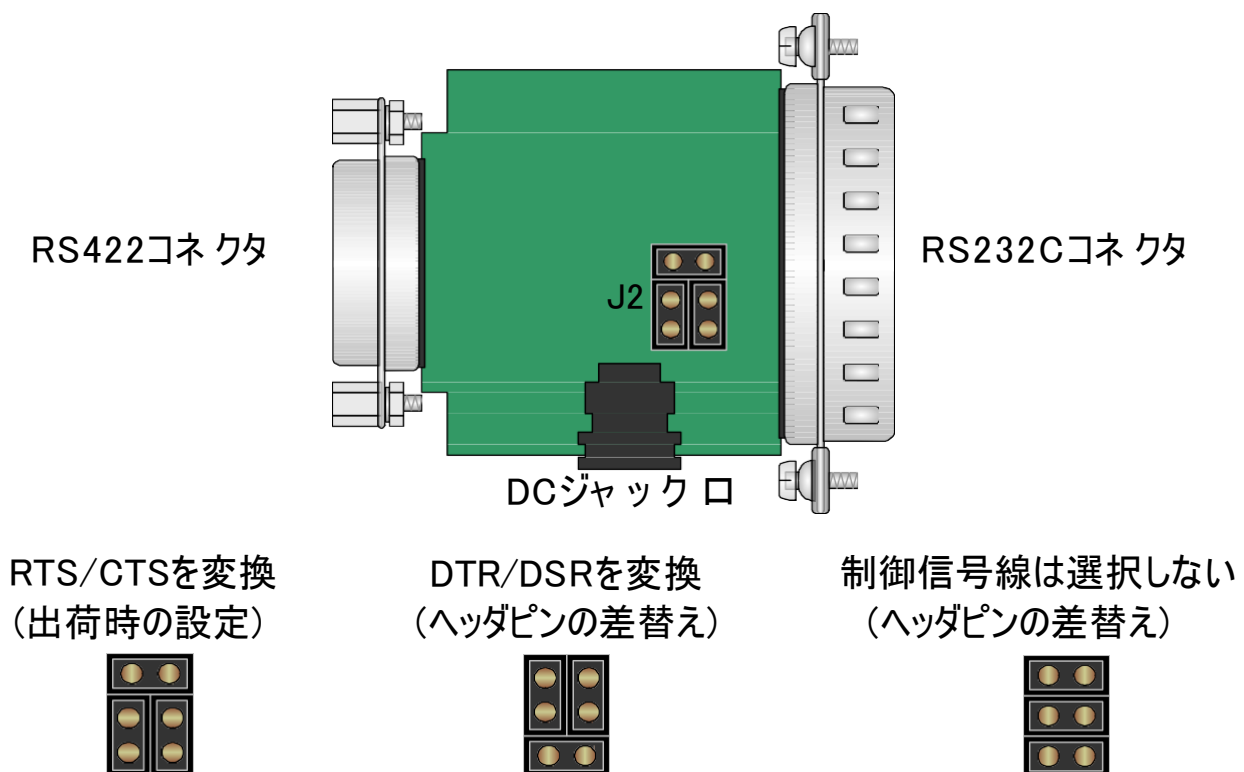 RS422コネクタ
RS232Cコネクタ
J2
DCジャック口
RTS/CTSを変換
(出荷時の設定)
DTR/DSRを変換
(ヘッダピンの差替え)
制御信号線は選択しない
(ヘッダピンの差替え)